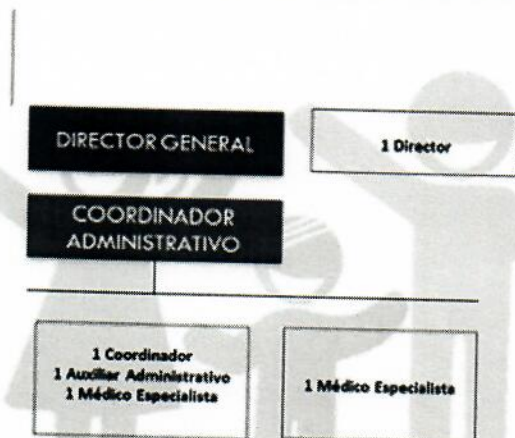 DIRECTOR GENERAL
1 Director
COORDINADOR
ADMINISTRATIVO
1 Coordinador
1 Auxiliar Administrativo
1 Médico Especialista
1 Médico Especialista